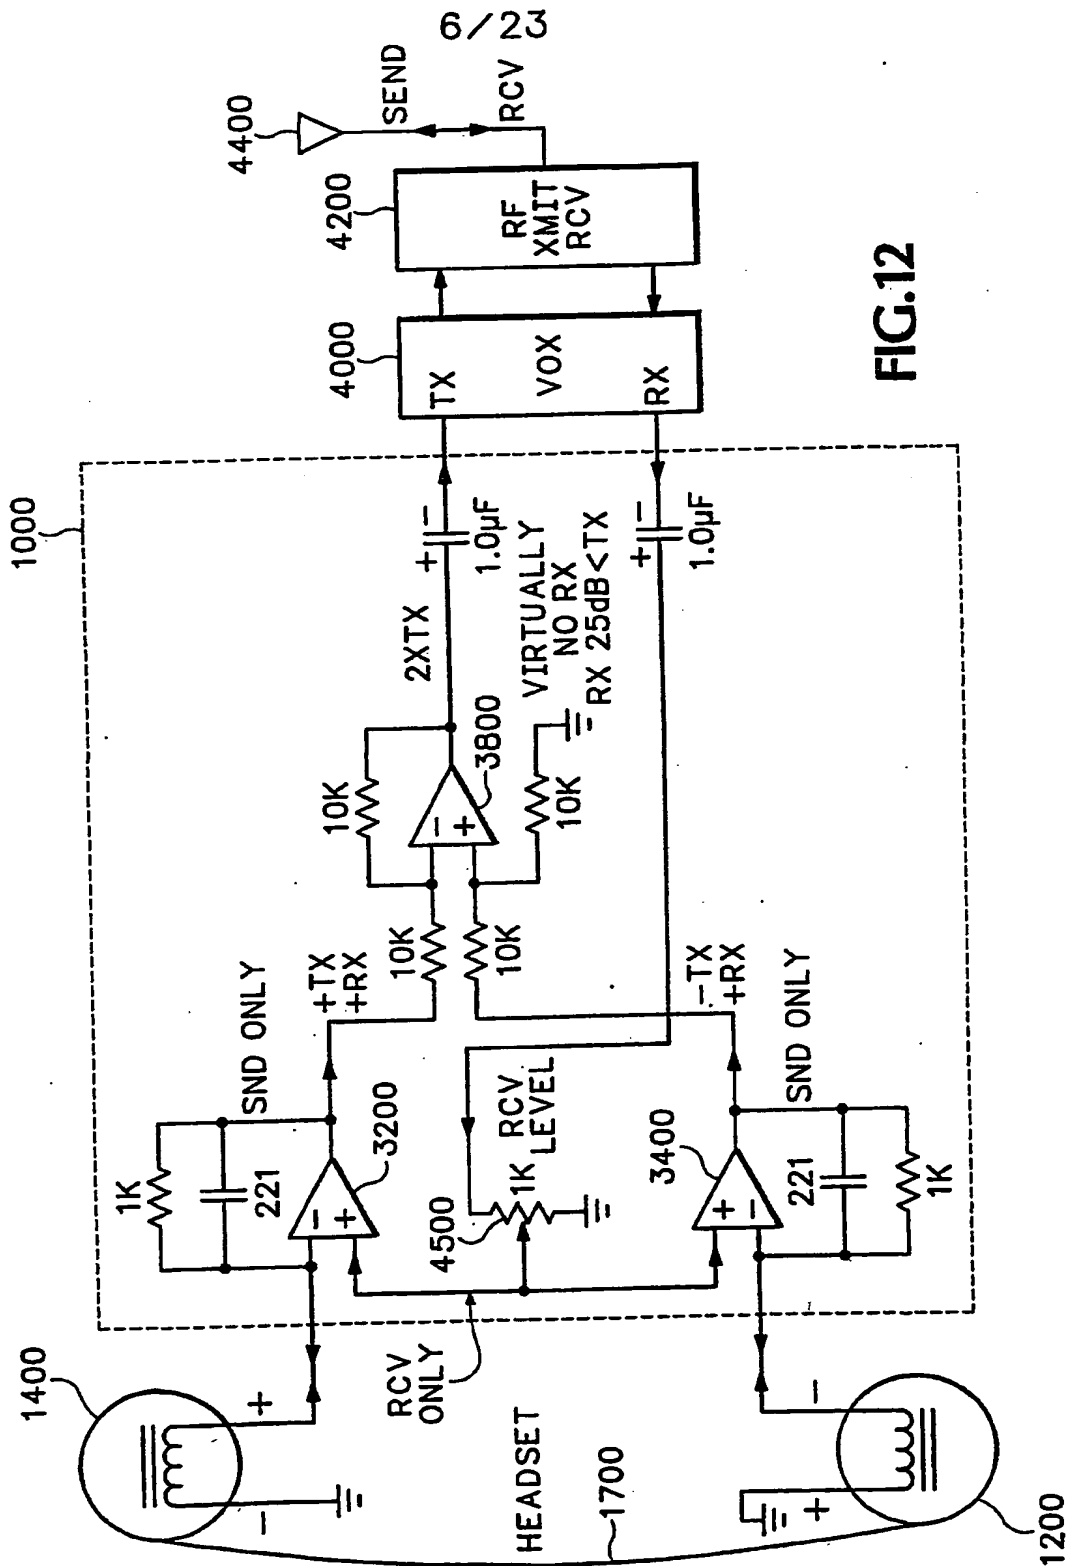 6/23
4400
SEND
RCV
4200
RF
XMIT
RCV
4000
TX
VOX
RX
1000
+ −
1.0µF
2XTX
VIRTUALLY
NO RX
RX 25dB<TX
+ −
1.0µF
10K
−
+
3800
10K
10K
10K
+TX
+RX
−TX
+RX
SND ONLY
1K
221
−
+
3200
RCV
LEVEL
1K
4500
3400
+
−
SND ONLY
221
1K
RCV
ONLY
1400
+
−
HEADSET
1700
−
+
1200
FIG.12